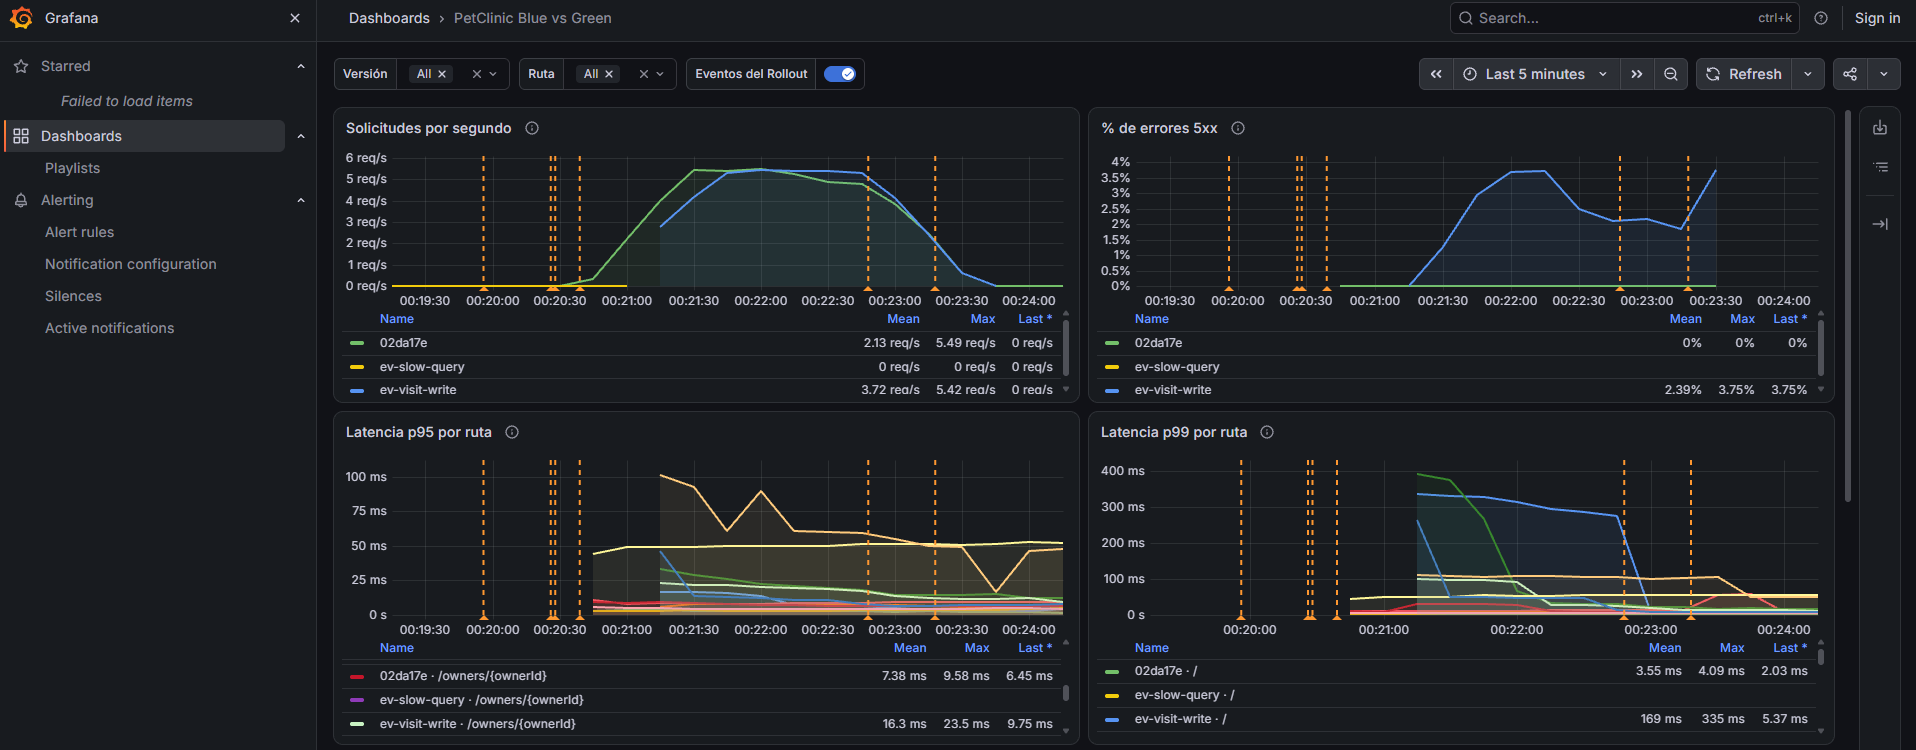 Grafana
Dashboards › PetClinic Blue vs Green
Search...
ctrl+k
Sign in
Starred
Failed to load items
Dashboards
Playlists
Alerting
Alert rules
Notification configuration
Silences
Active notifications
Versión
All
Ruta
All
Eventos del Rollout
Last 5 minutes
Refresh
Solicitudes por segundo
6 req/s
5 req/s
4 req/s
3 req/s
2 req/s
1 req/s
0 req/s
00:19:30 00:20:00 00:20:30 00:21:00 00:21:30 00:22:00 00:22:30 00:23:00 00:23:30 00:24:00
Name Mean Max Last *
02da17e 2.13 req/s 5.49 req/s 0 req/s
ev-slow-query 0 req/s 0 req/s 0 req/s
ev-visit-write 3.72 req/s 5.42 req/s 0 req/s
% de errores 5xx
4%
3.5%
3%
2.5%
2%
1.5%
1%
0.5%
0%
00:19:30 00:20:00 00:20:30 00:21:00 00:21:30 00:22:00 00:22:30 00:23:00 00:23:30 00:24:00
Name Mean Max Last *
02da17e 0% 0% 0%
ev-slow-query
ev-visit-write 2.39% 3.75% 3.75%
Latencia p95 por ruta
100 ms
75 ms
50 ms
25 ms
0 s
00:19:30 00:20:00 00:20:30 00:21:00 00:21:30 00:22:00 00:22:30 00:23:00 00:23:30 00:24:00
Name Mean Max Last *
02da17e · /owners/{ownerId} 7.38 ms 9.58 ms 6.45 ms
ev-slow-query · /owners/{ownerId}
ev-visit-write · /owners/{ownerId} 16.3 ms 23.5 ms 9.75 ms
Latencia p99 por ruta
400 ms
300 ms
200 ms
100 ms
0 s
00:20:00 00:21:00 00:22:00 00:23:00 00:24:00
Name Mean Max Last *
02da17e · / 3.55 ms 4.09 ms 2.03 ms
ev-slow-query · /
ev-visit-write · / 169 ms 335 ms 5.37 ms